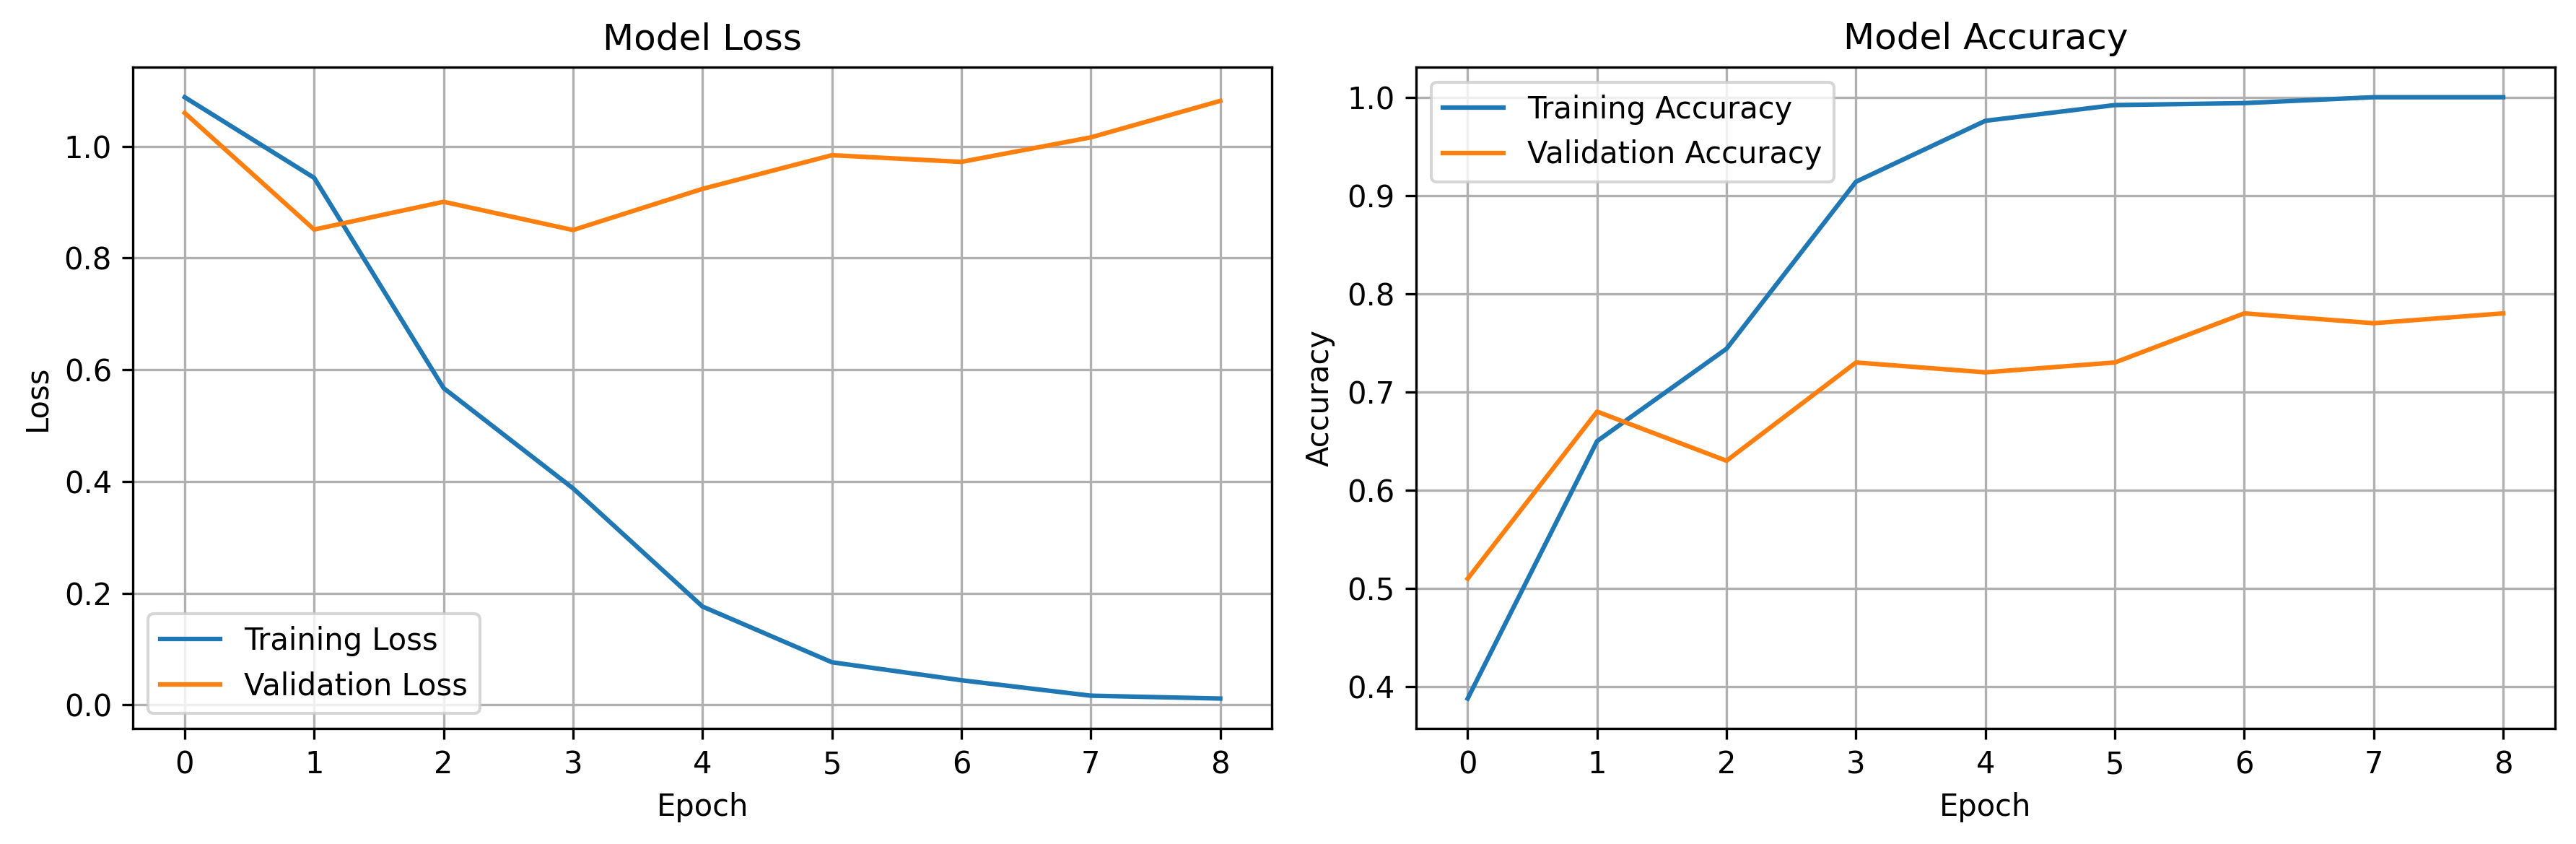 Model Loss
Loss
1.0
0.8
0.6
0.4
0.2
0.0
Training Loss
Validation Loss
0 1 2 3 4 5 6 7 8
Epoch
Model Accuracy
Accuracy
1.0
0.9
0.8
0.7
0.6
0.5
0.4
Training Accuracy
Validation Accuracy
0 1 2 3 4 5 6 7 8
Epoch